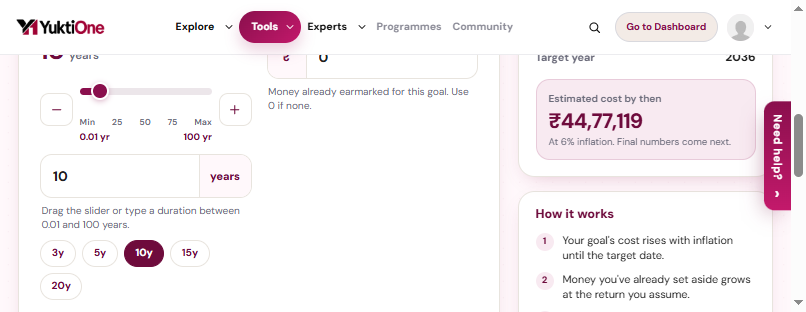 YuktiOne
Explore
Tools
Experts
Programmes
Community
Go to Dashboard
10 years
0
Money already earmarked for this goal. Use
0 if none.
−
+
Min 25 50 75 Max
0.01 yr 100 yr
10 years
Drag the slider or type a duration between
0.01 and 100 years.
3y 5y 10y 15y
20y
Target year 2036
Estimated cost by then
₹44,77,119
At 6% inflation. Final numbers come next.
How it works
1 Your goal's cost rises with inflation
until the target date.
2 Money you've already set aside grows
at the return you assume.
Need help? ›